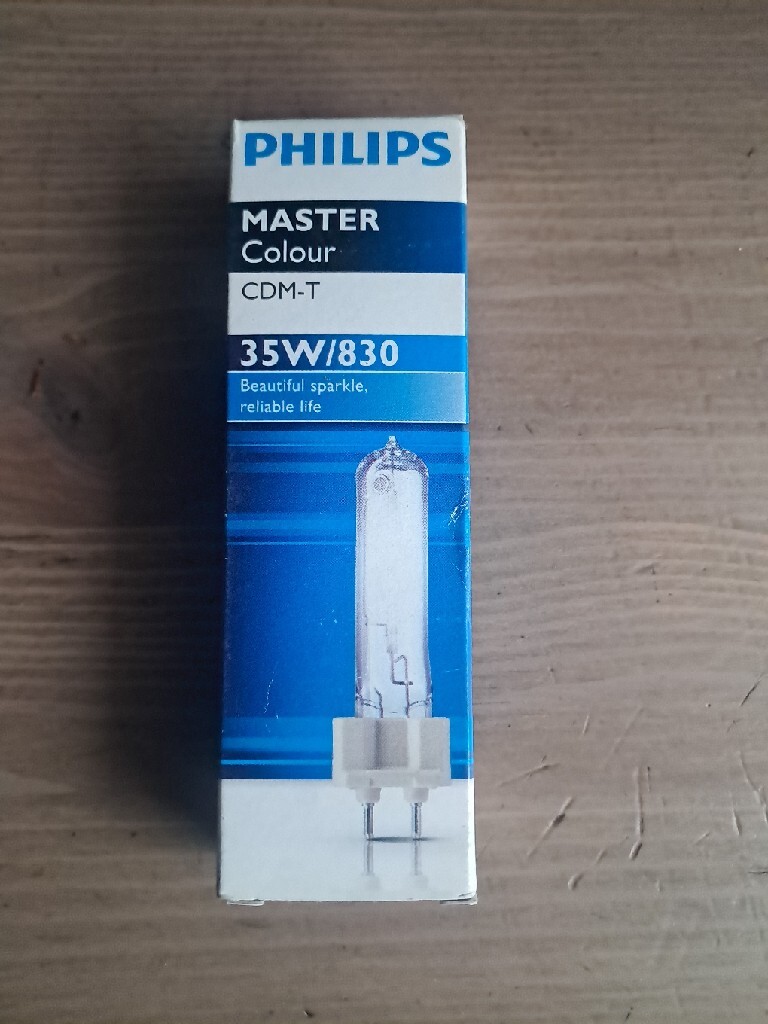 PHILIPS
MASTER
Colour
CDM-T
35W/830
Beautiful sparkle,
reliable life